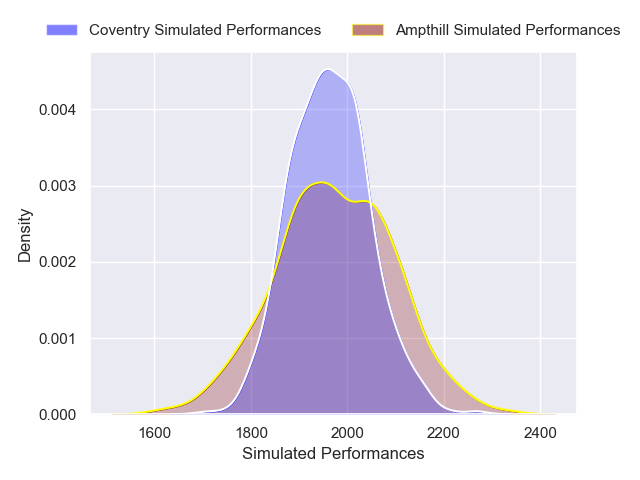 Coventry Simulated Performances Ampthill Simulated Performances
0.004
0.003
0.002
0.001
0.000
Density
1600 1800 2000 2200 2400
Simulated Performances